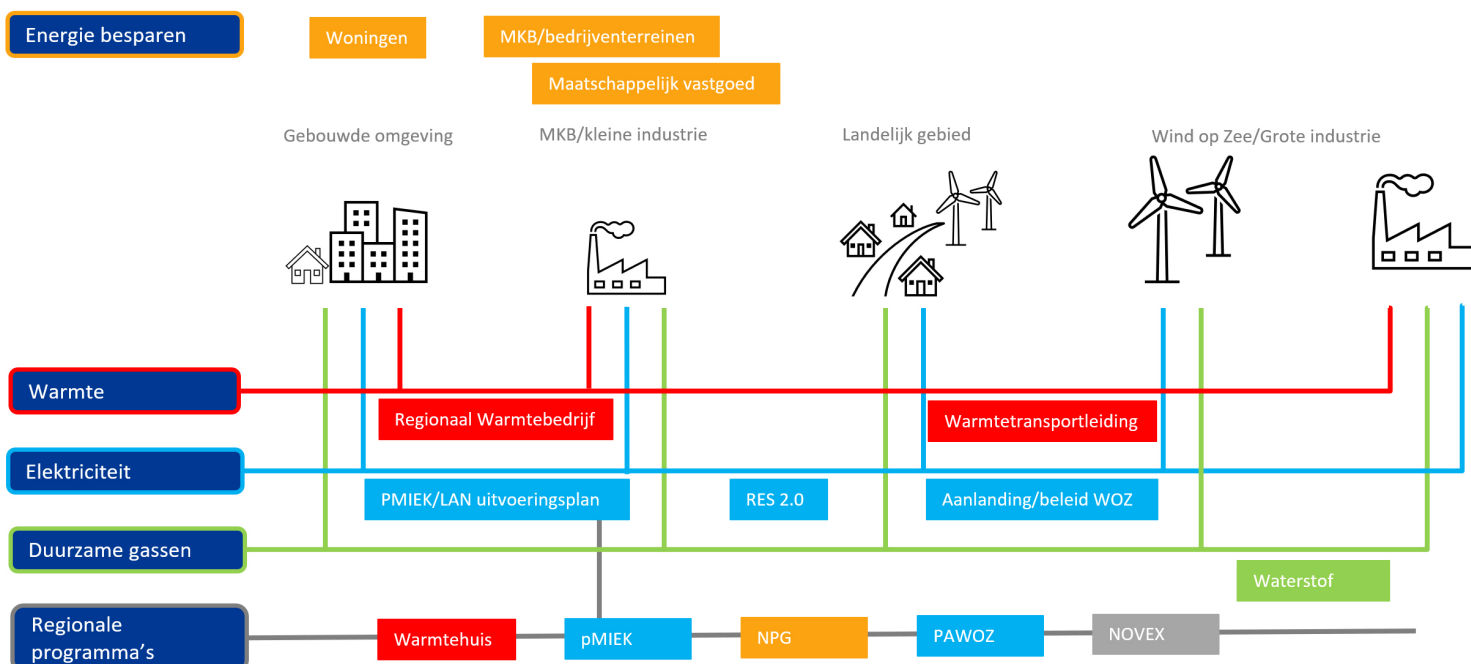 Energie besparen
Woningen
MKB/bedrijventerreinen
Maatschappelijk vastgoed
Gebouwde omgeving
MKB/kleine industrie
Landelijk gebied
Wind op Zee/Grote industrie
Warmte
Regionaal Warmtebedrijf
Warmtetransportleiding
Elektriciteit
PMIEK/LAN uitvoeringsplan
RES 2.0
Aanlanding/beleid WOZ
Duurzame gassen
Waterstof
Regionale
programma's
Warmtehuis
pMIEK
NPG
PAWOZ
NOVEX